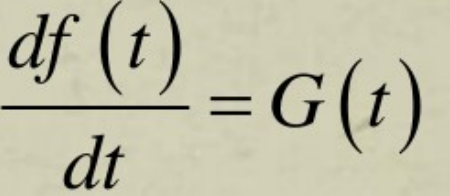 df (t)
dt
= G(t)